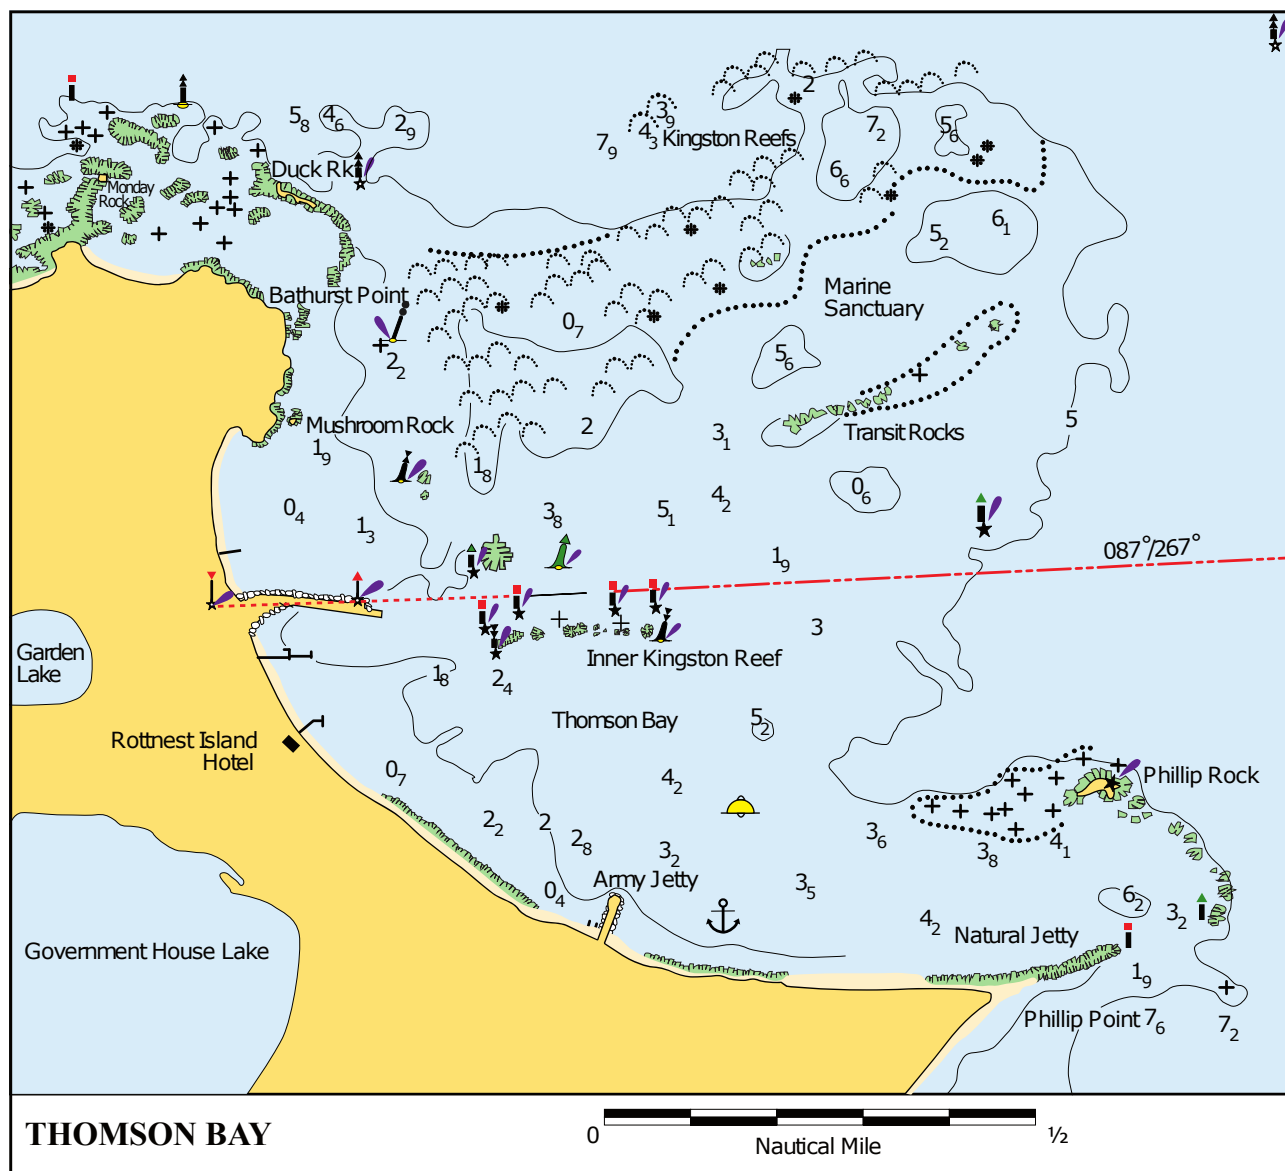 2
3₉
5₈
4₆
2₉
4₃
7₉
Kingston Reefs
7₂
5₆
Duck Rk
6₆
Monday
Rock
6₁
5₂
Marine
Sanctuary
Bathurst Point
0₇
2₂
5₆
Mushroom Rock
2
3₁
Transit Rocks
5
1₉
1₈
4₂
0₆
0₄
1₃
3₈
5₁
1₉
087°/267°
3
Garden
Lake
Inner Kingston Reef
1₈
2₄
Thomson Bay
5₂
Rottnest Island
Hotel
0₇
4₂
Phillip Rock
2₂
2
2₈
3₂
3₆
3₈
4₁
0₄
Army Jetty
3₅
6₂
3₂
4₂
Natural Jetty
Government House Lake
1₉
Phillip Point
7₆
7₂
THOMSON BAY
0
½
Nautical Mile